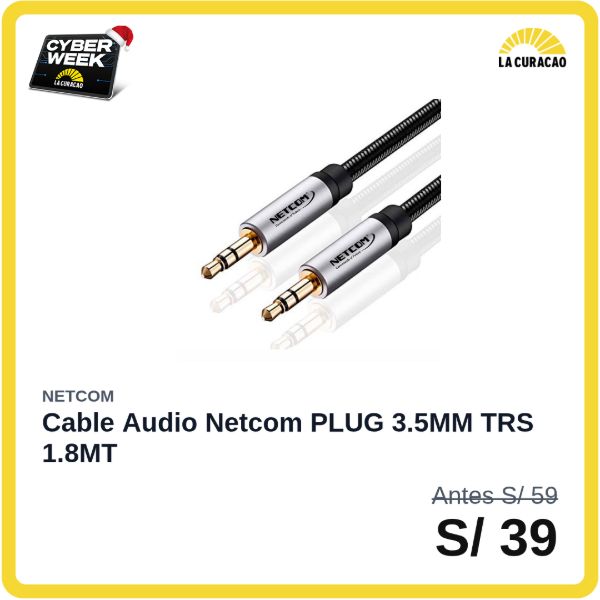 CYBER
WEEK
LA CURACAO
LA CURACAO
NETCOM
NETCOM
NETCOM
Cable Audio Netcom PLUG 3.5MM TRS
1.8MT
Antes S/ 59
S/ 39